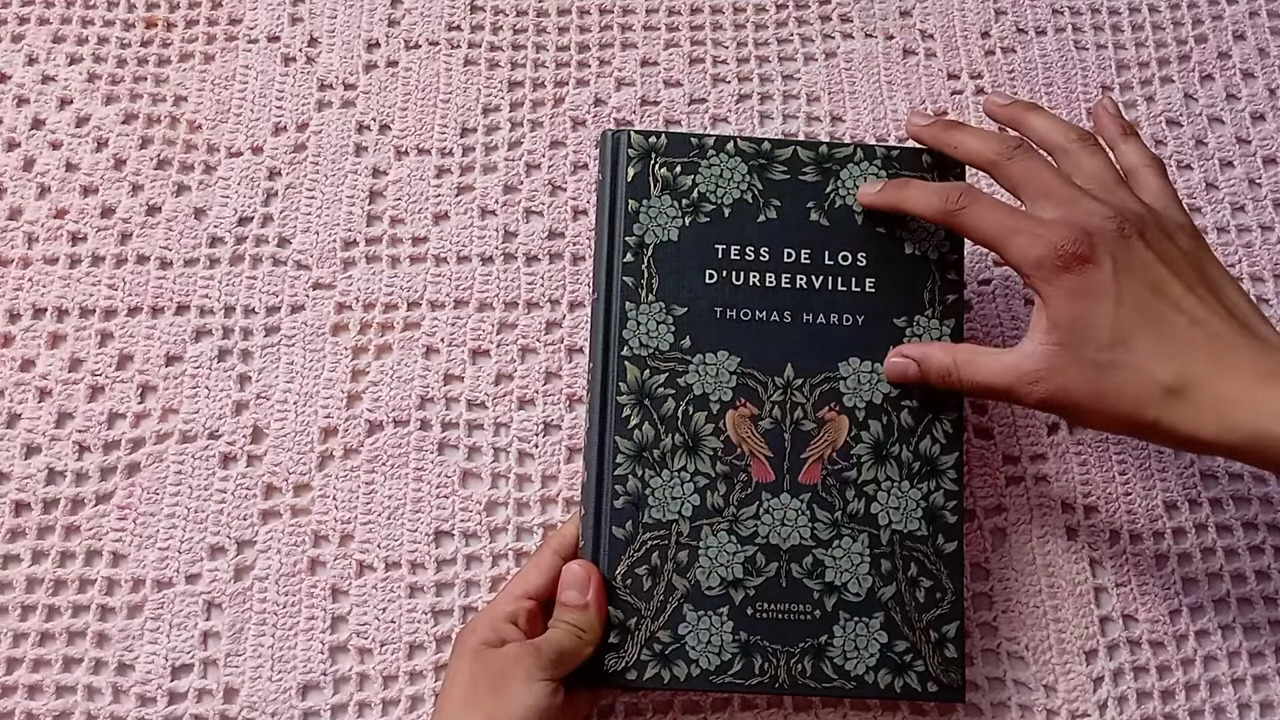 TESS DE LOS
D'URBERVILLE
THOMAS HARDY
CRANFORD
collection